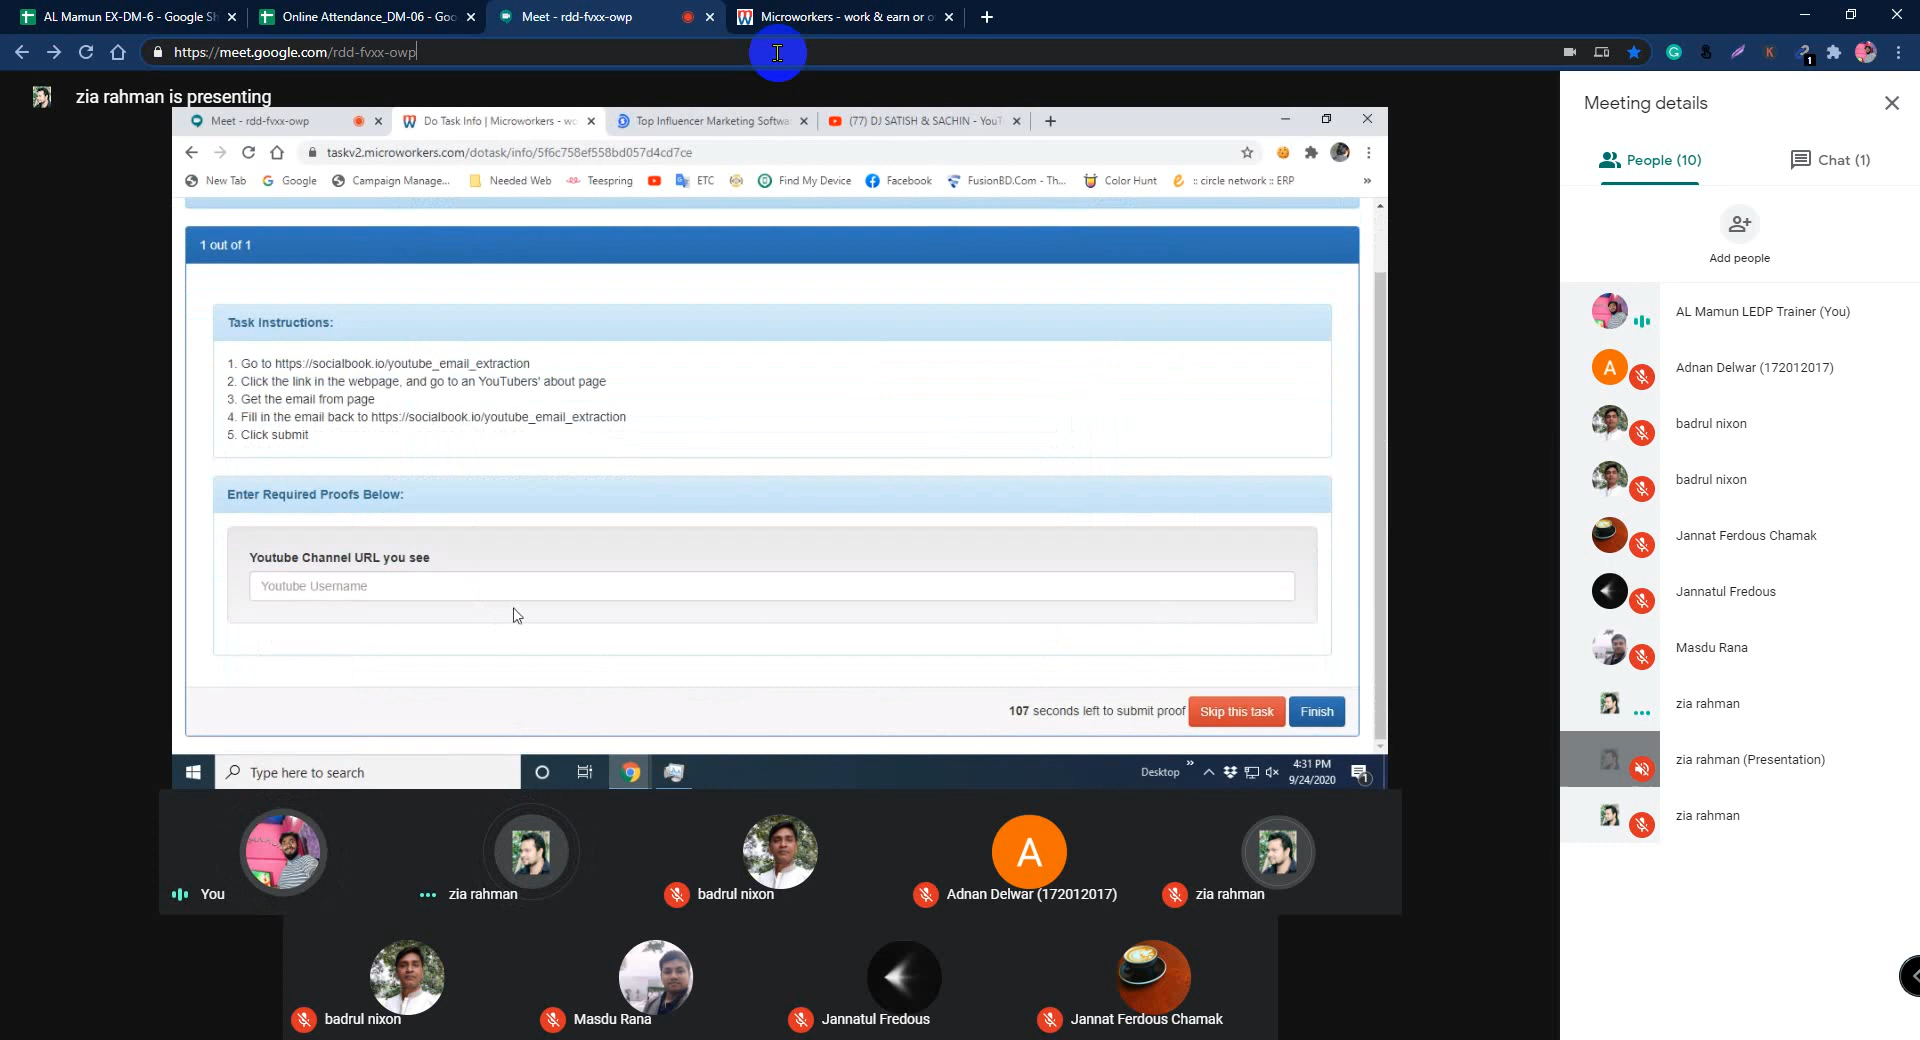 AL Mamun EX-DM-6 - Google Sh
Online Attendance_DM-06 - Goo
Meet - rdd-fvxx-owp
Microworkers - work & earn or o
https://meet.google.com/rdd-fvxx-owp
1
zia rahman is presenting
Meet - rdd-fvxx-owp
Do Task Info | Microworkers - wo
Top Influencer Marketing Softwa
(77) DJ SATISH & SACHIN - YouT
taskv2.microworkers.com/dotask/info/5f6c758ef558bd057d4cd7ce
New Tab
Google
Campaign Manage...
Needed Web
Teespring
ETC
Find My Device
Facebook
FusionBD.Com - Th...
Color Hunt
:: circle network :: ERP
»
1 out of 1
Task Instructions:
1. Go to https://socialbook.io/youtube_email_extraction
2. Click the link in the webpage, and go to an YouTubers' about page
3. Get the email from page
4. Fill in the email back to https://socialbook.io/youtube_email_extraction
5. Click submit
Enter Required Proofs Below:
Youtube Channel URL you see
Youtube Username
107 seconds left to submit proof
Skip this task
Finish
Type here to search
Desktop
»
4:31 PM
9/24/2020
1
You
zia rahman
badrul nixon
A
Adnan Delwar (172012017)
zia rahman
badrul nixon
Masdu Rana
Jannatul Fredous
Jannat Ferdous Chamak
Meeting details
People (10)
Chat (1)
Add people
AL Mamun LEDP Trainer (You)
A
Adnan Delwar (172012017)
badrul nixon
badrul nixon
Jannat Ferdous Chamak
Jannatul Fredous
Masdu Rana
zia rahman
zia rahman (Presentation)
zia rahman